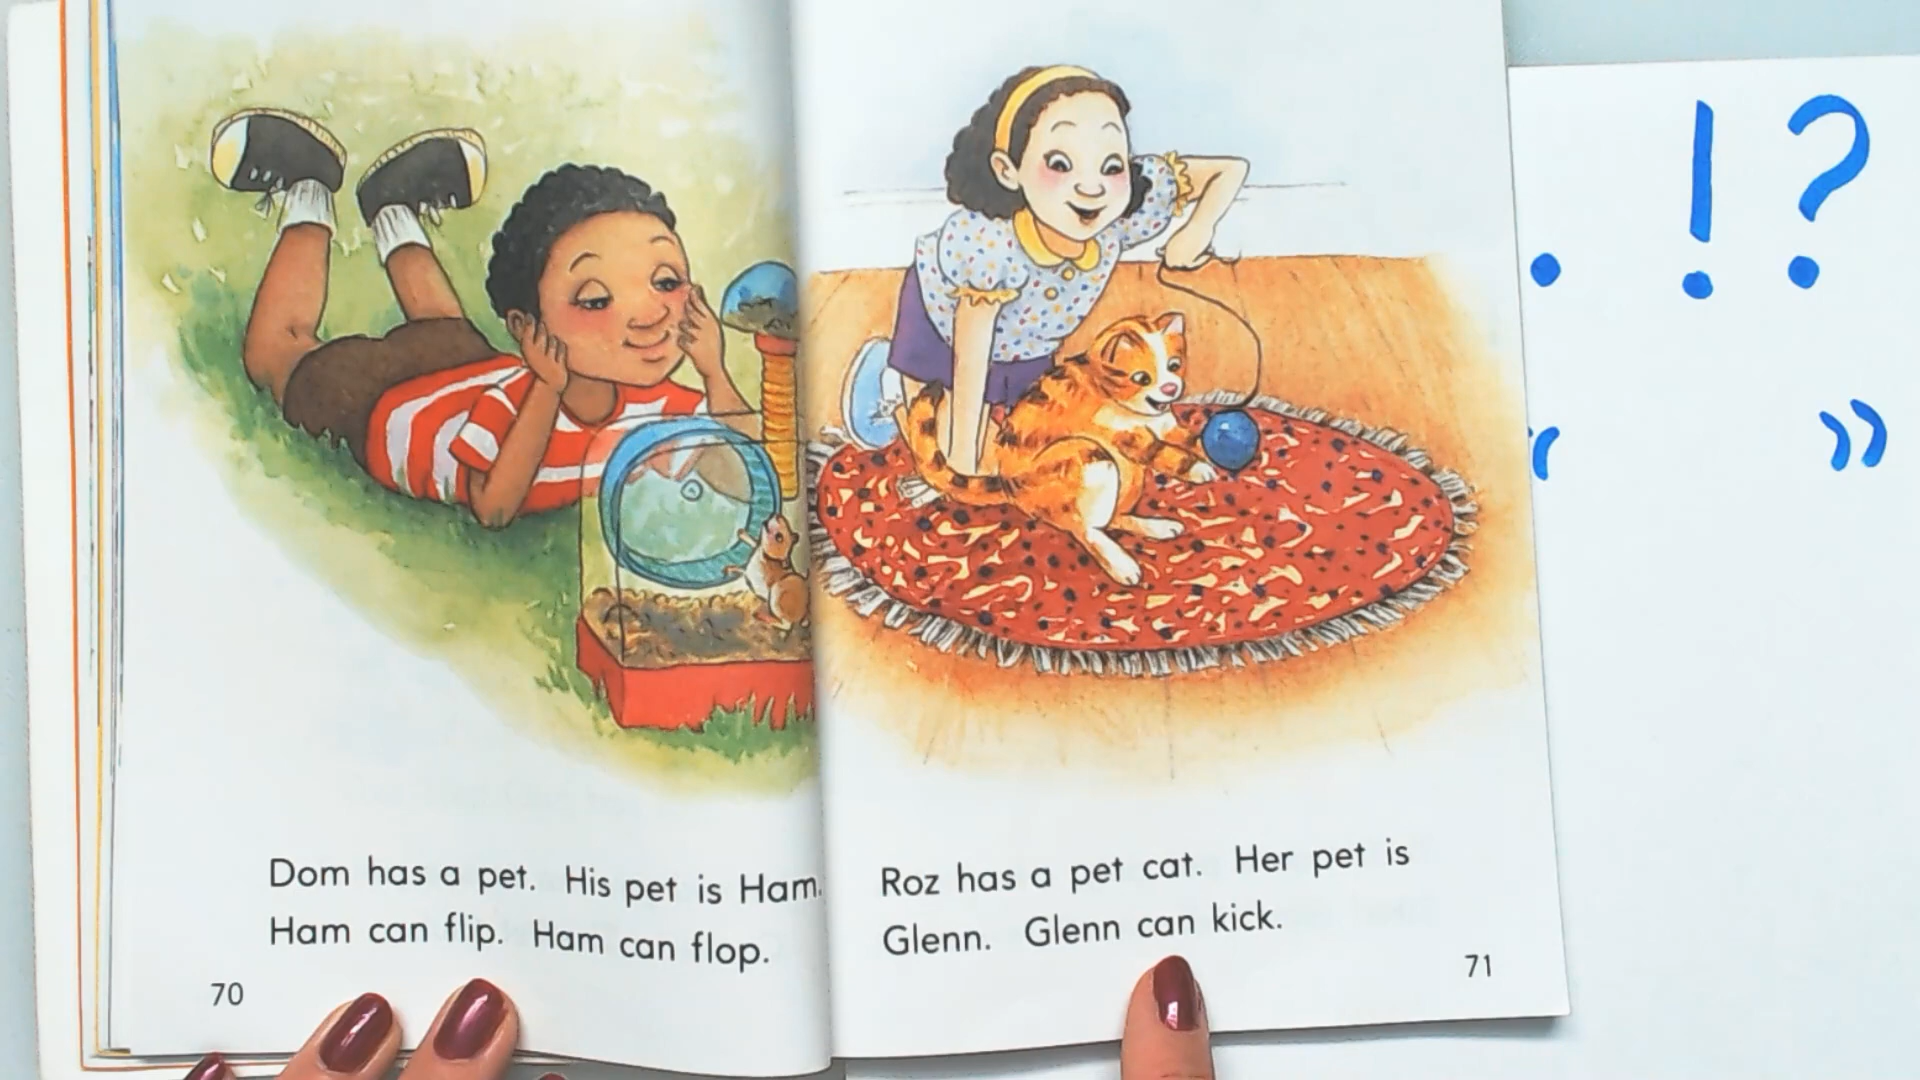 Dom has a pet. His pet is Ham.
Ham can flip. Ham can flop.
70
Roz has a pet cat. Her pet is
Glenn. Glenn can kick.
71
. ! ?
“ ”